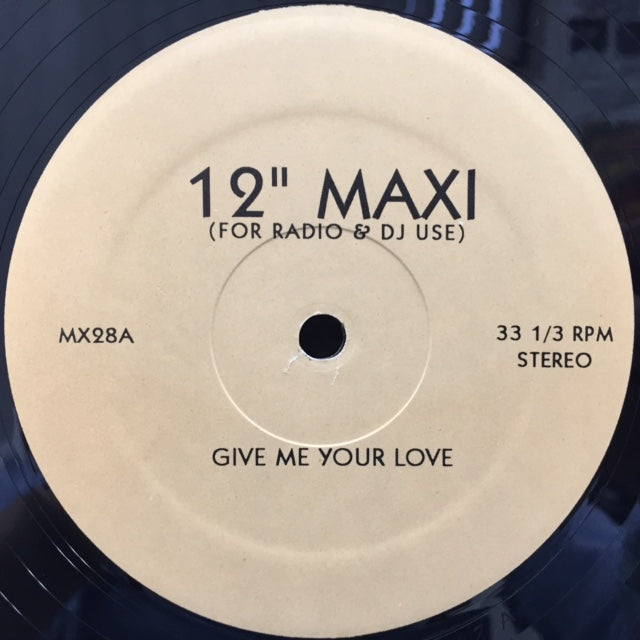 12" MAXI
(FOR RADIO & DJ USE)
MX28A
33 1/3 RPM
STEREO
GIVE ME YOUR LOVE